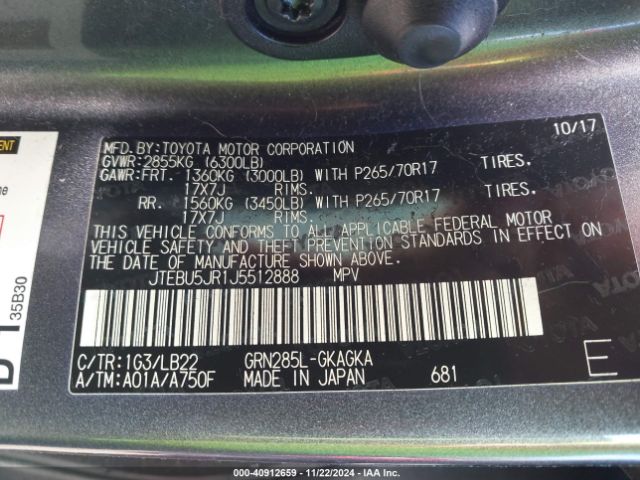 10/17
MFD.BY:TOYOTA MOTOR CORPORATION
GVWR:2855KG (6300LB)
GAWR:FRT. 1360KG (3000LB) WITH P265/70R17 TIRES.
17X7J RIMS.
RR. 1560KG (3450LB) WITH P265/70R17 TIRES.
17X7J RIMS.
THIS VEHICLE CONFORMS TO ALL APPLICABLE FEDERAL MOTOR
VEHICLE SAFETY AND THEFT PREVENTION STANDARDS IN EFFECT ON THE
DATE OF MANUFACTURE SHOWN ABOVE.
JTEBU5JR1J5512888 MPV
C/TR:1G3/LB22 GRN285L-GKAGKA
A/TM:A01A/A750F MADE IN JAPAN 681
E
35B30
00-40912659 - 11/22/2024 - IAA Inc.